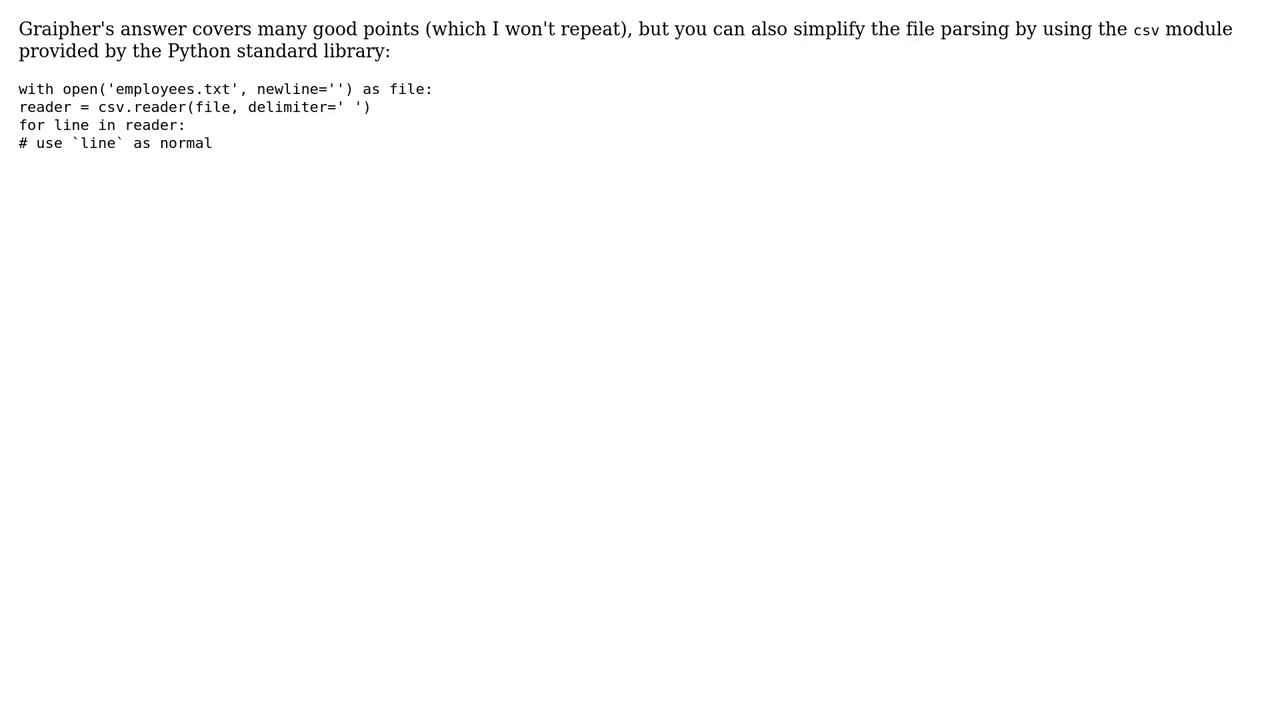 Graipher's answer covers many good points (which I won't repeat), but you can also simplify the file parsing by using the csv module
provided by the Python standard library:
with open('employees.txt', newline='') as file:
reader = csv.reader(file, delimiter=' ')
for line in reader:
# use `line` as normal